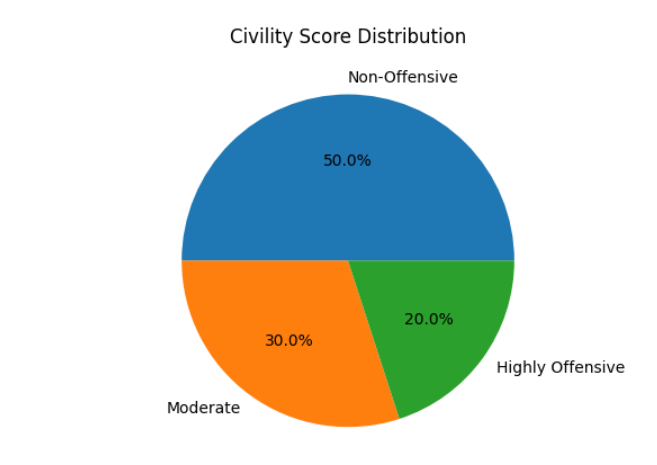 Civility Score Distribution
Non-Offensive
50.0%
30.0%
20.0%
Moderate
Highly Offensive